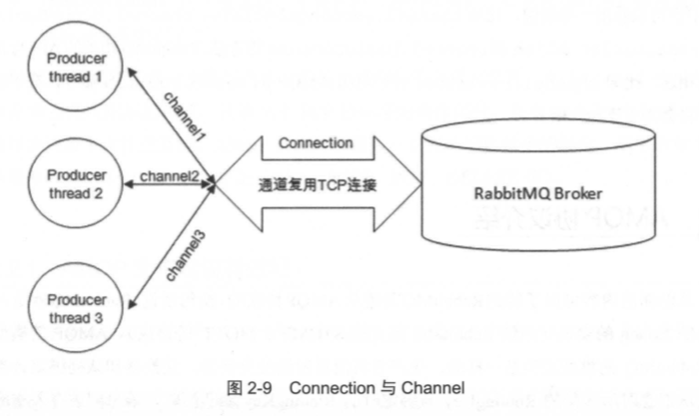 Producer
thread 1
channel1
Producer
thread 2
channel2
channel3
Producer
thread 3
Connection
通道复用TCP连接
RabbitMQ Broker
图 2-9 Connection 与 Channel